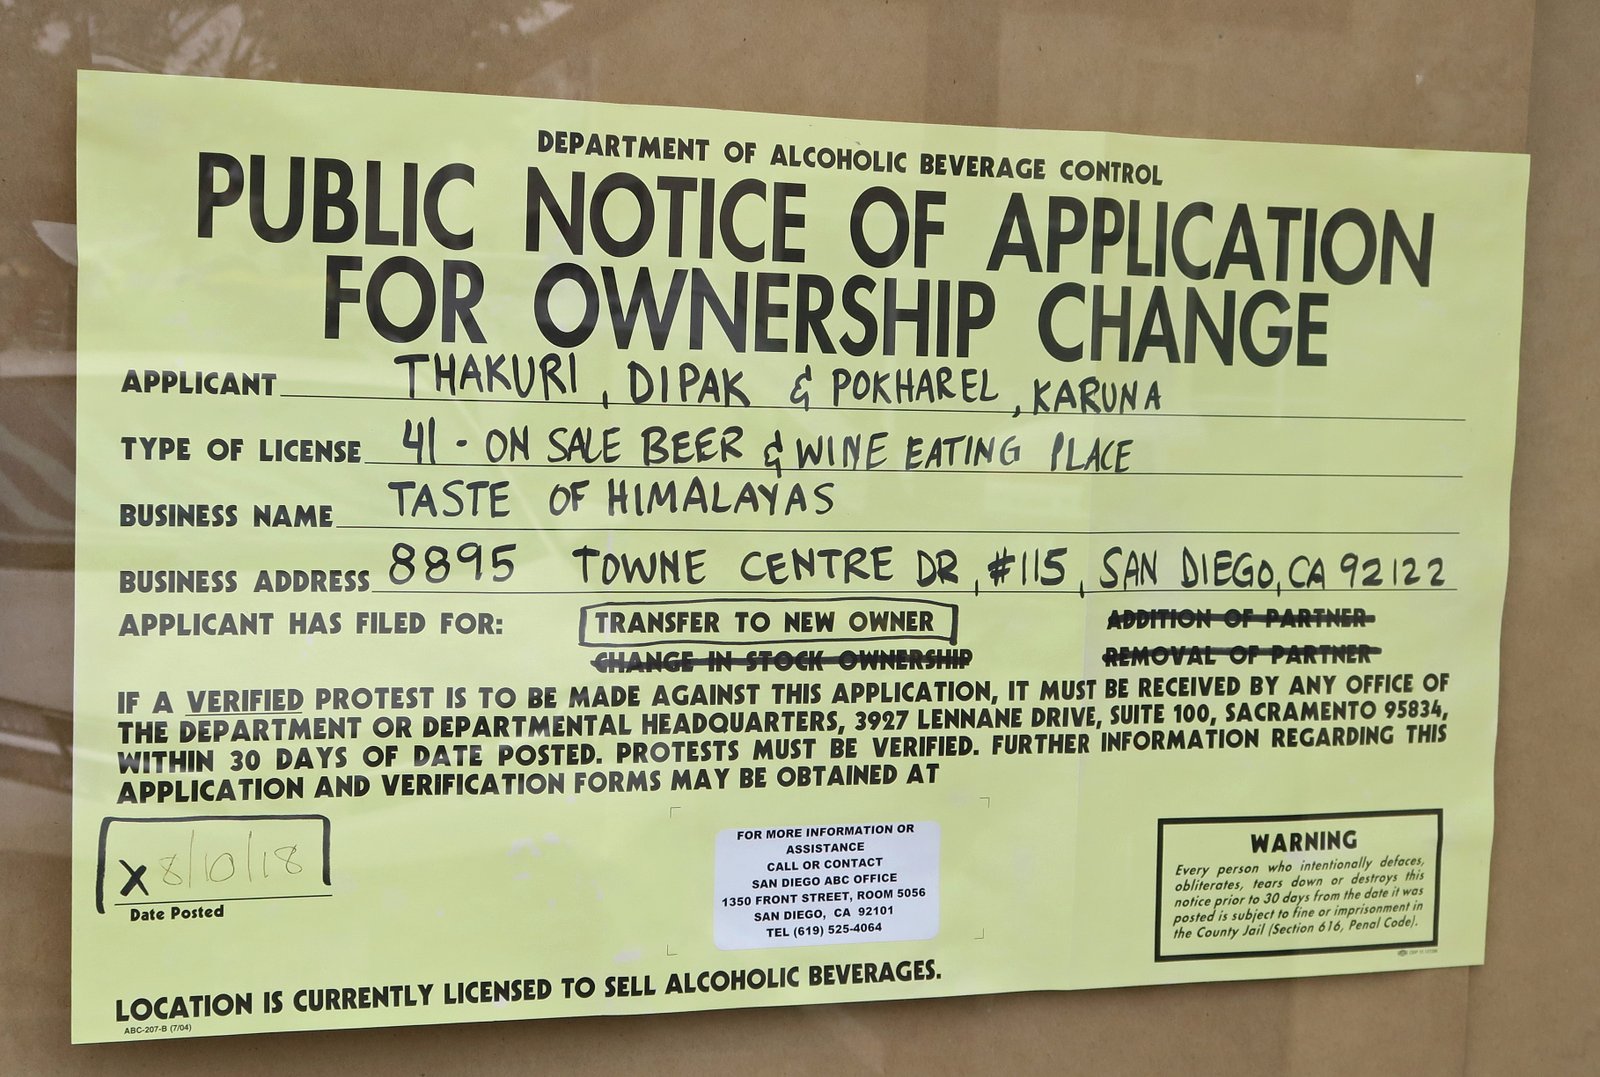 DEPARTMENT OF ALCOHOLIC BEVERAGE CONTROL
PUBLIC NOTICE OF APPLICATION
FOR OWNERSHIP CHANGE
APPLICANT THAKURI, DIPAK & POKHAREL, KARUNA
TYPE OF LICENSE 41 - ON SALE BEER & WINE EATING PLACE
BUSINESS NAME TASTE OF HIMALAYAS
BUSINESS ADDRESS 8895 TOWNE CENTRE DR, #115, SAN DIEGO, CA 92122
APPLICANT HAS FILED FOR: TRANSFER TO NEW OWNER ADDITION OF PARTNER
CHANGE IN STOCK OWNERSHIP REMOVAL OF PARTNER
IF A VERIFIED PROTEST IS TO BE MADE AGAINST THIS APPLICATION, IT MUST BE RECEIVED BY ANY OFFICE OF
THE DEPARTMENT OR DEPARTMENTAL HEADQUARTERS, 3927 LENNANE DRIVE, SUITE 100, SACRAMENTO 95834,
WITHIN 30 DAYS OF DATE POSTED. PROTESTS MUST BE VERIFIED. FURTHER INFORMATION REGARDING THIS
APPLICATION AND VERIFICATION FORMS MAY BE OBTAINED AT
X 8/10/18
Date Posted
FOR MORE INFORMATION OR
ASSISTANCE
CALL OR CONTACT
SAN DIEGO ABC OFFICE
1350 FRONT STREET, ROOM 5056
SAN DIEGO, CA 92101
TEL (619) 525-4064
WARNING
Every person who intentionally defaces,
obliterates, tears down or destroys this
notice prior to 30 days from the date it was
posted is subject to fine or imprisonment in
the County Jail (Section 616, Penal Code).
LOCATION IS CURRENTLY LICENSED TO SELL ALCOHOLIC BEVERAGES.
ABC-207-B (7/04)